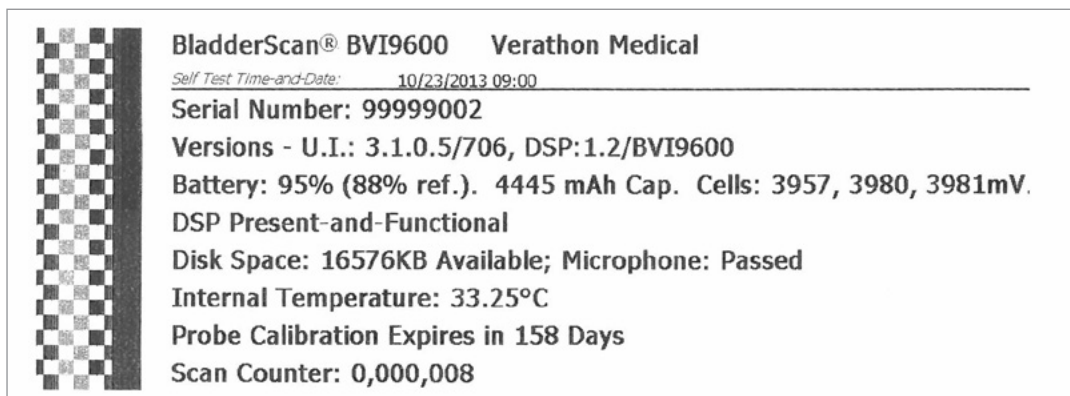 BladderScan® BVI9600 Verathon Medical
Self Test Time-and-Date: 10/23/2013 09:00
Serial Number: 99999002
Versions - U.I.: 3.1.0.5/706, DSP:1.2/BVI9600
Battery: 95% (88% ref.). 4445 mAh Cap. Cells: 3957, 3980, 3981mV.
DSP Present-and-Functional
Disk Space: 16576KB Available; Microphone: Passed
Internal Temperature: 33.25°C
Probe Calibration Expires in 158 Days
Scan Counter: 0,000,008